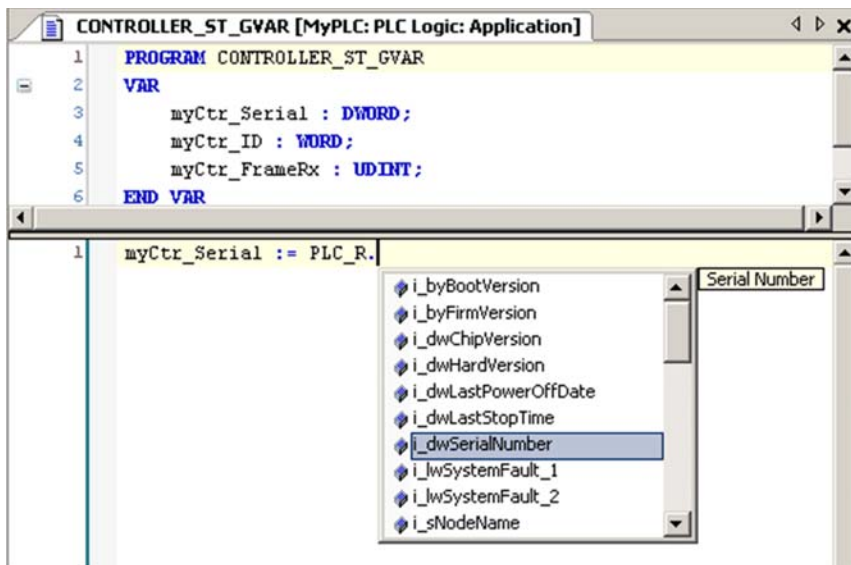 CONTROLLER_ST_GVAR [MyPLC: PLC Logic: Application]
1 PROGRAM CONTROLLER_ST_GVAR
2 VAR
3 myCtr_Serial : DWORD;
4 myCtr_ID : WORD;
5 myCtr_FrameRx : UDINT;
6 END_VAR
1 myCtr_Serial := PLC_R.
i_byBootVersion
i_byFirmVersion
i_dwChipVersion
i_dwHardVersion
i_dwLastPowerOffDate
i_dwLastStopTime
i_dwSerialNumber
Serial Number
i_lwSystemFault_1
i_lwSystemFault_2
i_sNodeName